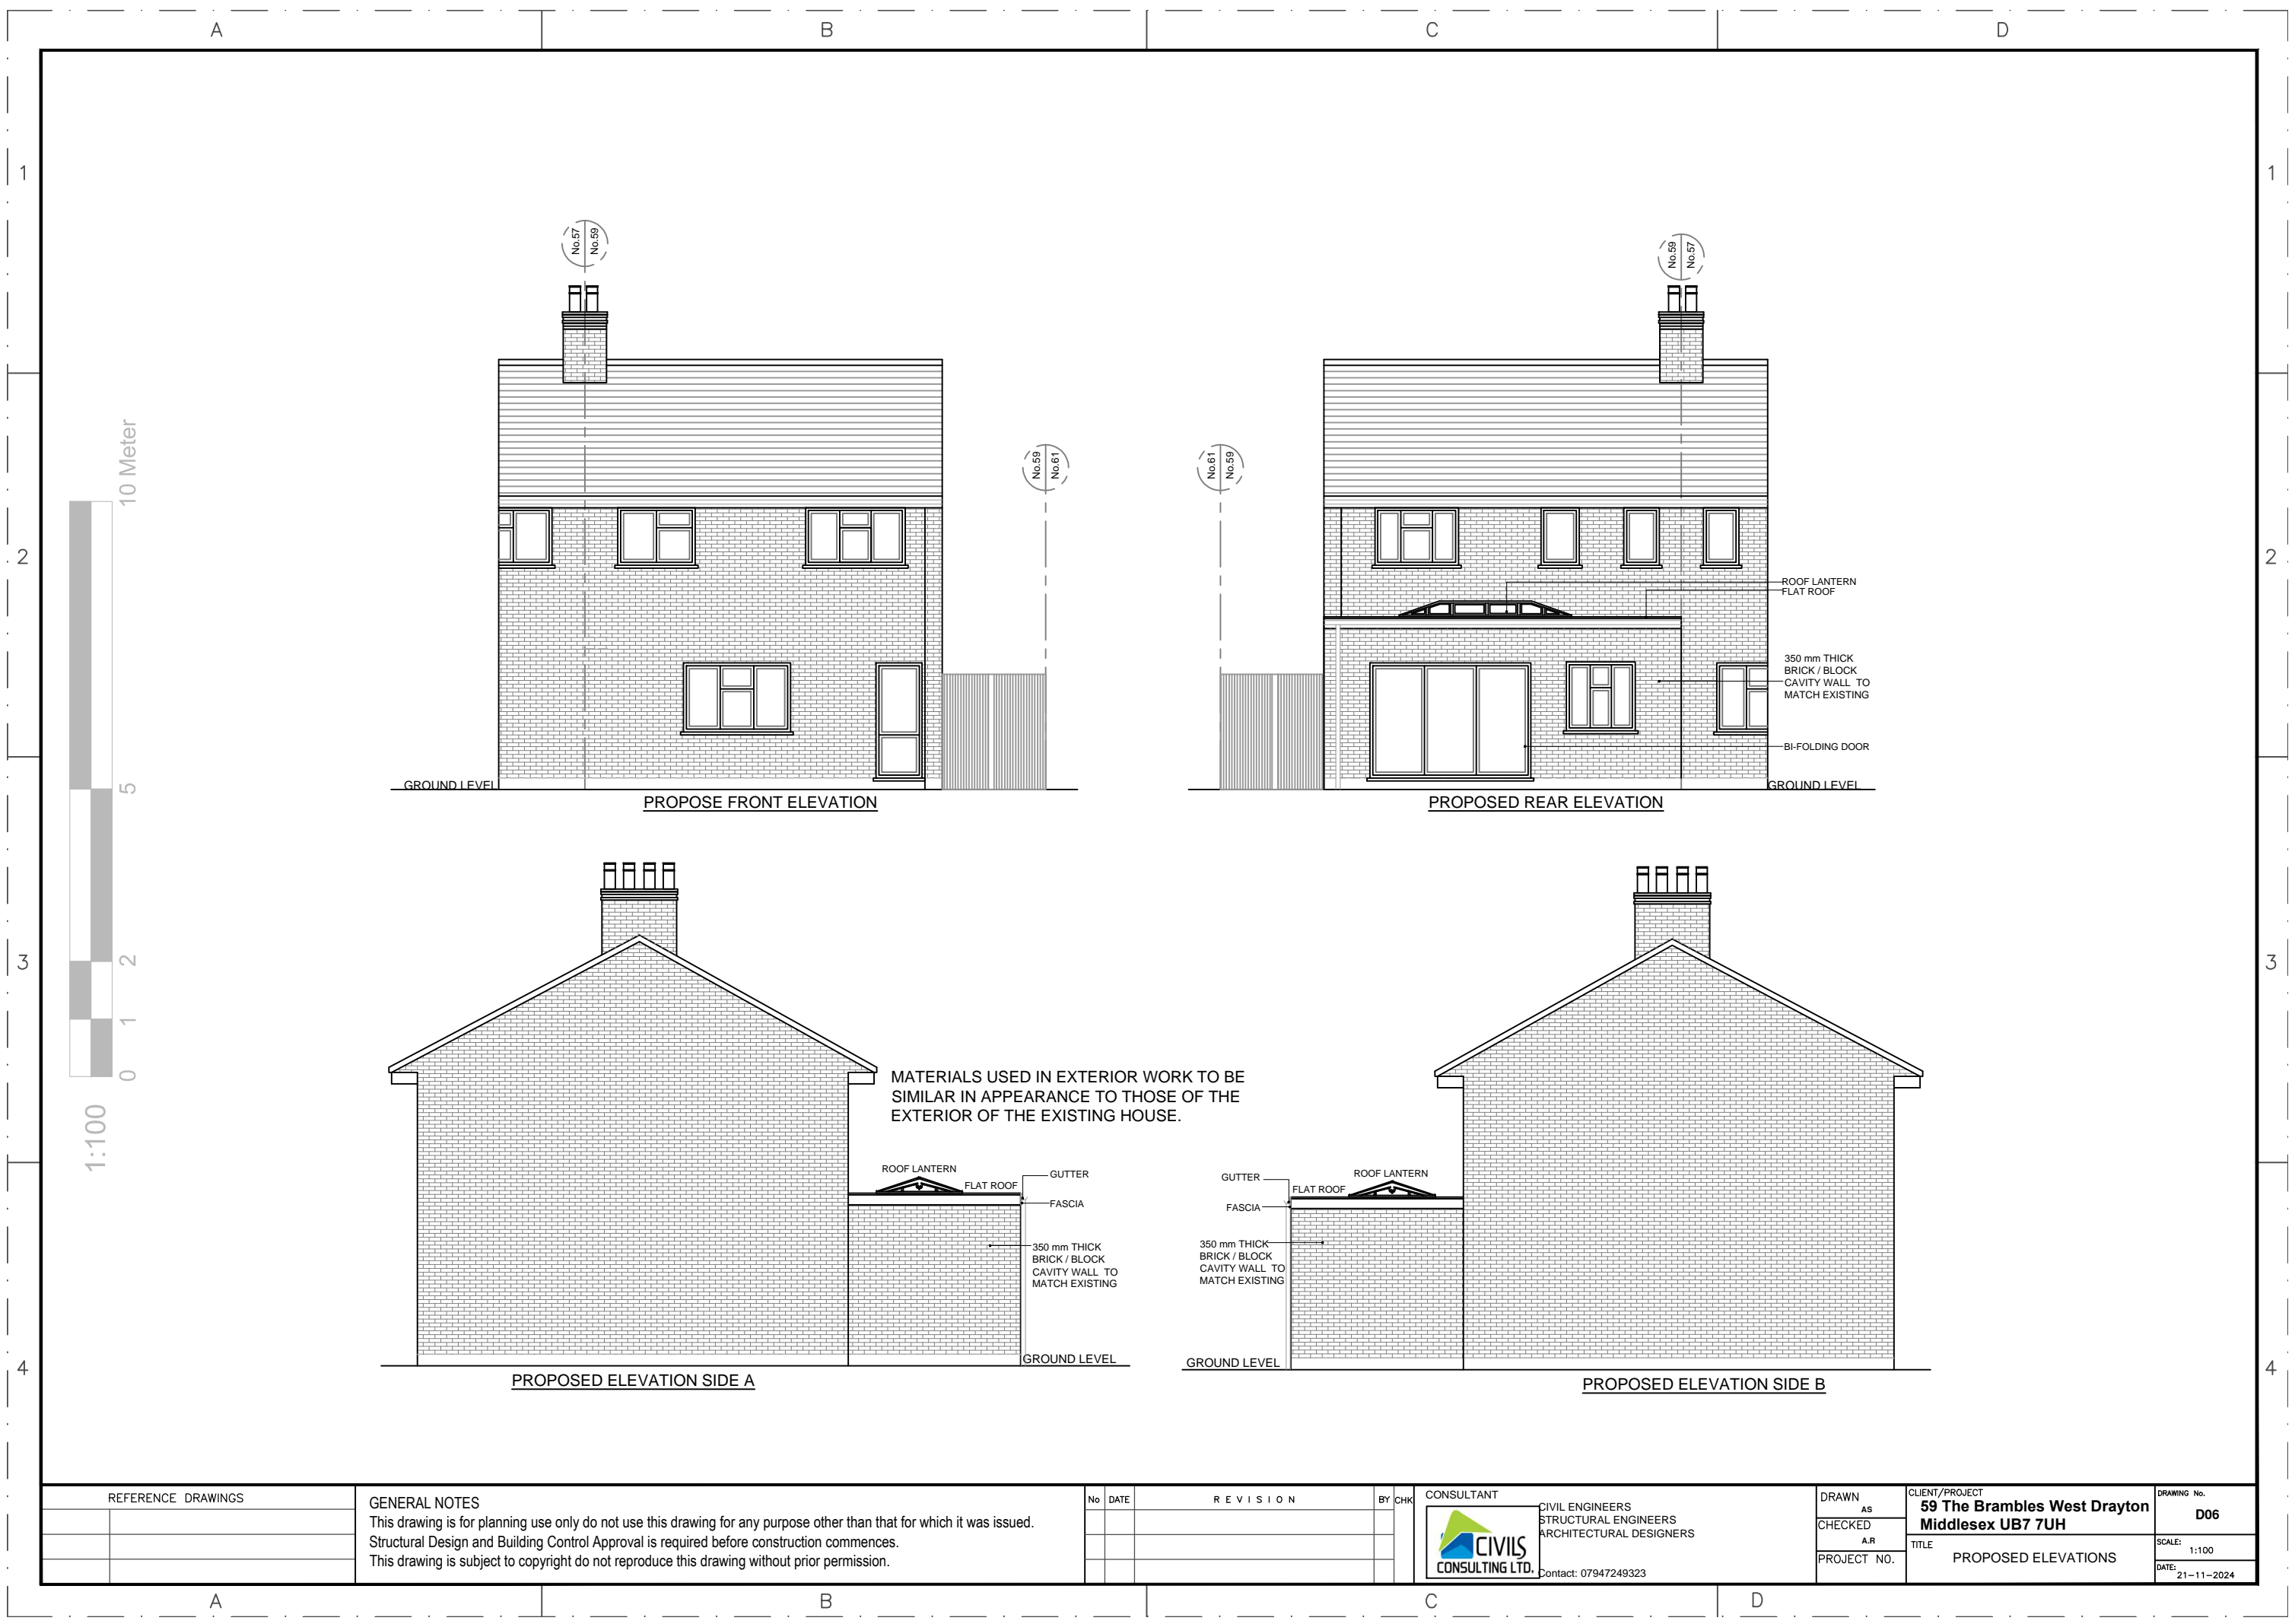 A
B
C
D
1
1
No.57
No.59
No.59
No.57
10 Meter
No.59
No.61
No.61
No.59
2
2
ROOF LANTERN
FLAT ROOF
350 mm THICK
BRICK / BLOCK
CAVITY WALL TO
MATCH EXISTING
BI-FOLDING DOOR
5
GROUND LEVEL
GROUND LEVEL
PROPOSE FRONT ELEVATION
PROPOSED REAR ELEVATION
3
3
2
1
0
1:100
MATERIALS USED IN EXTERIOR WORK TO BE
SIMILAR IN APPEARANCE TO THOSE OF THE
EXTERIOR OF THE EXISTING HOUSE.
ROOF LANTERN
FLAT ROOF
GUTTER
FASCIA
350 mm THICK
BRICK / BLOCK
CAVITY WALL TO
MATCH EXISTING
GROUND LEVEL
GUTTER
ROOF LANTERN
FLAT ROOF
FASCIA
350 mm THICK
BRICK / BLOCK
CAVITY WALL TO
MATCH EXISTING
GROUND LEVEL
4
4
PROPOSED ELEVATION SIDE A
PROPOSED ELEVATION SIDE B
REFERENCE DRAWINGS
GENERAL NOTES
This drawing is for planning use only do not use this drawing for any purpose other than that for which it was issued.
Structural Design and Building Control Approval is required before construction commences.
This drawing is subject to copyright do not reproduce this drawing without prior permission.
No DATE REVISION BY CHK
CONSULTANT
CIVILS
CONSULTING LTD.
CIVIL ENGINEERS
STRUCTURAL ENGINEERS
ARCHITECTURAL DESIGNERS
Contact: 07947249323
DRAWN
AS
CHECKED
A.R
PROJECT NO.
CLIENT/PROJECT
59 The Brambles West Drayton
Middlesex UB7 7UH
TITLE
PROPOSED ELEVATIONS
DRAWING No.
D06
SCALE:
1:100
DATE:
21-11-2024
A
B
C
D